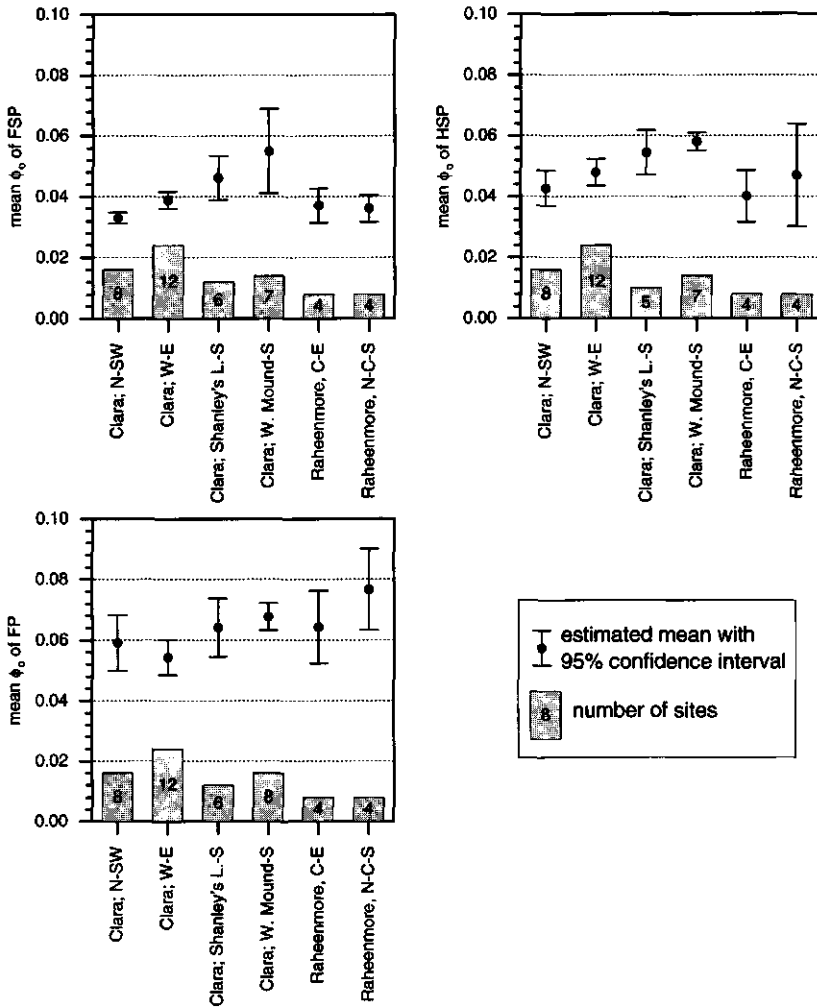 0.10
0.08
0.06
0.04
0.02
0.00
mean ϕo of FSP
8
12
6
7
4
4
Clara; N-SW
Clara; W-E
Clara; Shanley's L.-S
Clara; W. Mound-S
Raheenmore, C-E
Raheenmore, N-C-S
0.10
0.08
0.06
0.04
0.02
0.00
mean ϕo of HSP
8
12
5
7
4
4
Clara; N-SW
Clara; W-E
Clara; Shanley's L.-S
Clara; W. Mound-S
Raheenmore, C-E
Raheenmore, N-C-S
0.10
0.08
0.06
0.04
0.02
0.00
mean ϕo of FP
8
12
6
8
4
4
Clara; N-SW
Clara; W-E
Clara; Shanley's L.-S
Clara; W. Mound-S
Raheenmore, C-E
Raheenmore, N-C-S
estimated mean with
95% confidence interval
8
number of sites